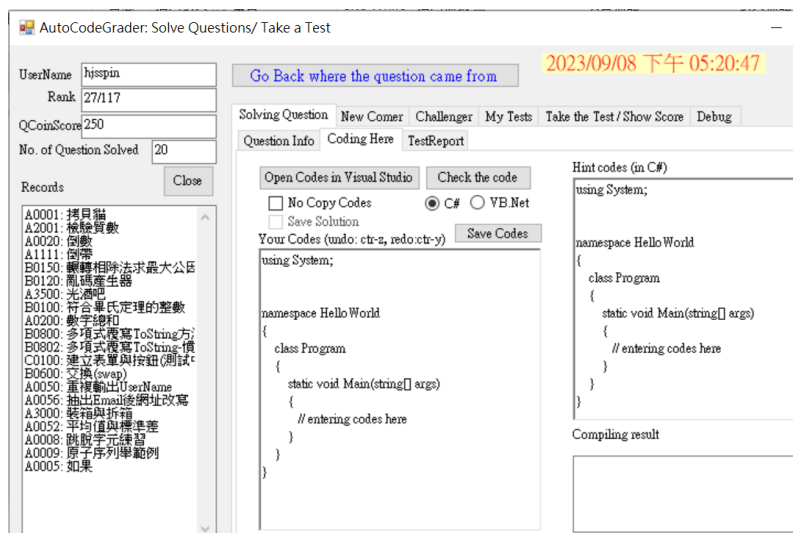 AutoCodeGrader: Solve Questions/ Take a Test
2023/09/08 下午 05:20:47
UserName hjsspin
Rank 27/117
QCoinScore 250
No. of Question Solved 20
Records
Close
A0001: 拷貝貓
A2001: 檢驗質數
A0020: 倒數
A1111: 倒帶
B0150: 輾轉相除法求最大公因
B0120: 亂碼產生器
A3500: 光酒吧
B0100: 符合畢氏定理的整數
A0200: 數字總和
B0800: 多項式覆寫ToString方
B0802: 多項式覆寫ToString-慣
C0100: 建立表單與按鈕(測試中
B0600: 交換(swap)
A0050: 重複輸出UserName
A0056: 抽出Email後網址改寫
A3000: 裝箱與拆箱
A0052: 平均值與標準差
A0008: 跳脫字元練習
A0009: 原子序列舉範例
A0005: 如果
Go Back where the question came from
Solving Question New Comer Challenger My Tests Take the Test / Show Score Debug
Question Info Coding Here TestReport
Open Codes in Visual Studio Check the code
No Copy Codes C# VB.Net
Save Solution
Your Codes (undo: ctr-z, redo:ctr-y) Save Codes
using System;
namespace HelloWorld
{
class Program
{
static void Main(string[] args)
{
// entering codes here
}
}
}
Hint codes (in C#)
using System;
namespace HelloWorld
{
class Program
{
static void Main(string[] args)
{
// entering codes here
}
}
}
Compiling result